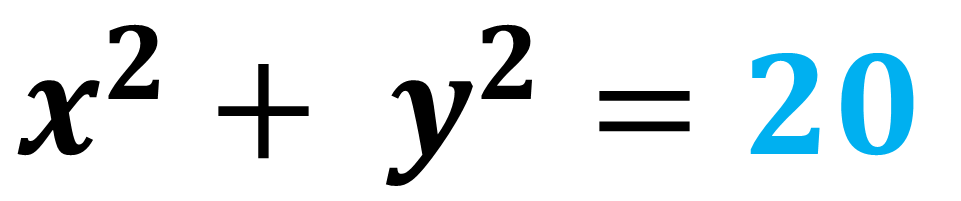 x² + y² = 20